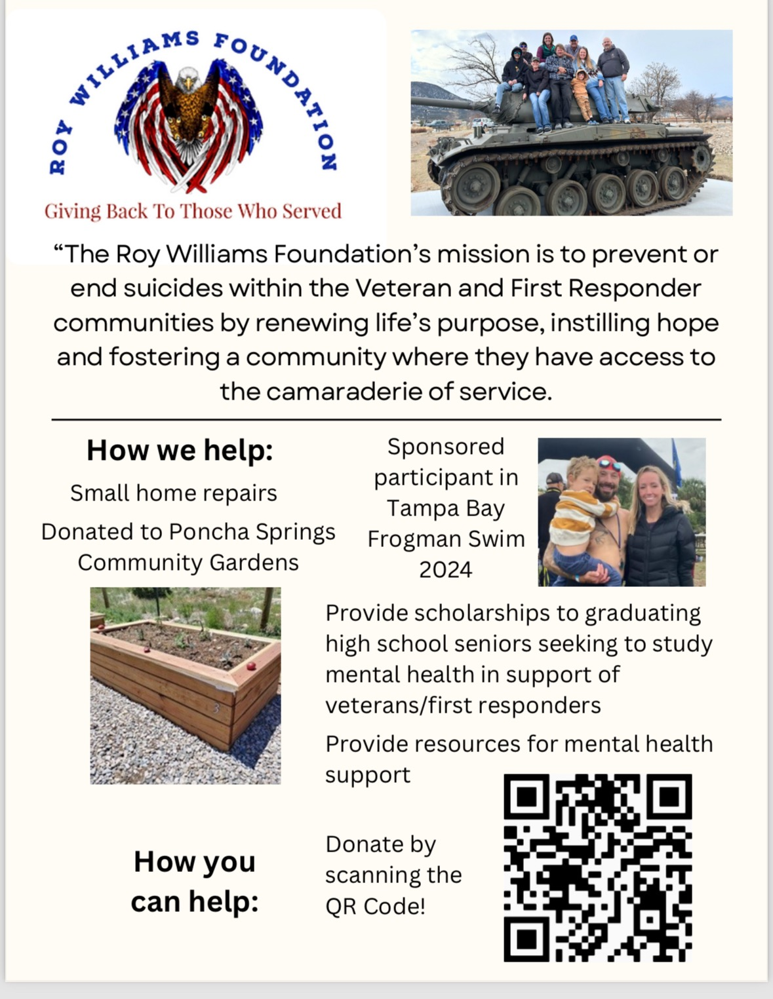 ROY WILLIAMS FOUNDATION
Giving Back To Those Who Served
“The Roy Williams Foundation’s mission is to prevent or
end suicides within the Veteran and First Responder
communities by renewing life’s purpose, instilling hope
and fostering a community where they have access to
the camaraderie of service.
How we help:
Small home repairs
Donated to Poncha Springs
Community Gardens
3
Sponsored
participant in
Tampa Bay
Frogman Swim
2024
Provide scholarships to graduating
high school seniors seeking to study
mental health in support of
veterans/first responders
Provide resources for mental health
support
How you
can help:
Donate by
scanning the
QR Code!